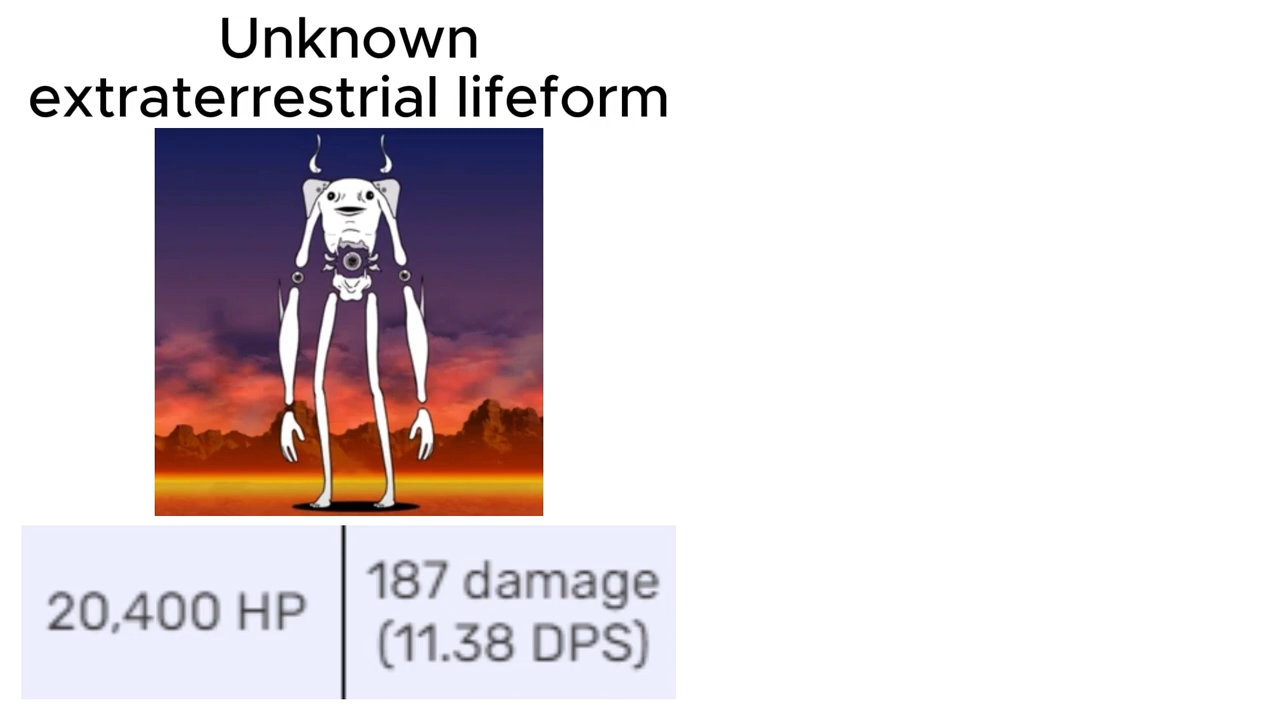 Unknown
extraterrestrial lifeform
20,400 HP
187 damage
(11.38 DPS)